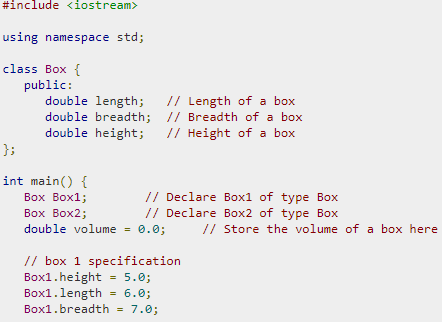 #include <iostream>
using namespace std;
class Box {
public:
double length; // Length of a box
double breadth; // Breadth of a box
double height; // Height of a box
};
int main() {
Box Box1; // Declare Box1 of type Box
Box Box2; // Declare Box2 of type Box
double volume = 0.0; // Store the volume of a box here
// box 1 specification
Box1.height = 5.0;
Box1.length = 6.0;
Box1.breadth = 7.0;